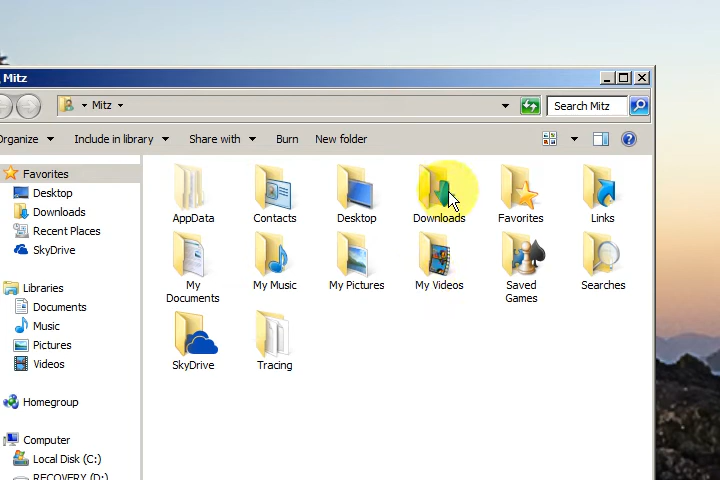 Mitz
Mitz
Search Mitz
Organize
Include in library
Share with
Burn
New folder
Favorites
Desktop
Downloads
Recent Places
SkyDrive
Libraries
Documents
Music
Pictures
Videos
Homegroup
Computer
Local Disk (C:)
RECOVERY (D:)
AppData
Contacts
Desktop
Downloads
Favorites
Links
My
Documents
My Music
My Pictures
My Videos
Saved
Games
Searches
SkyDrive
Tracing